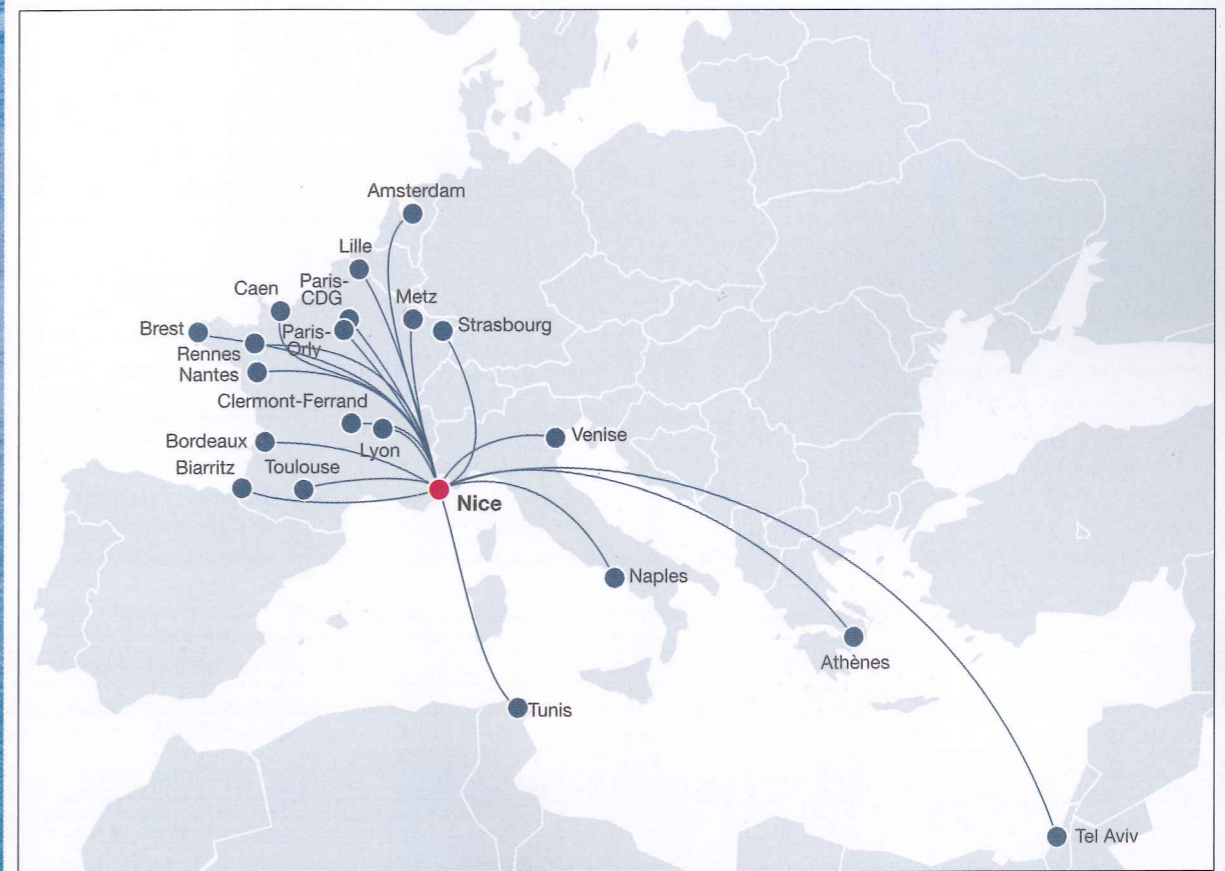 Amsterdam
Lille
Paris-
CDG
Caen
Metz
Brest
Paris-
Orly
Strasbourg
Rennes
Nantes
Clermont-Ferrand
Lyon
Venise
Bordeaux
Biarritz
Toulouse
Nice
Naples
Athènes
Tunis
Tel Aviv